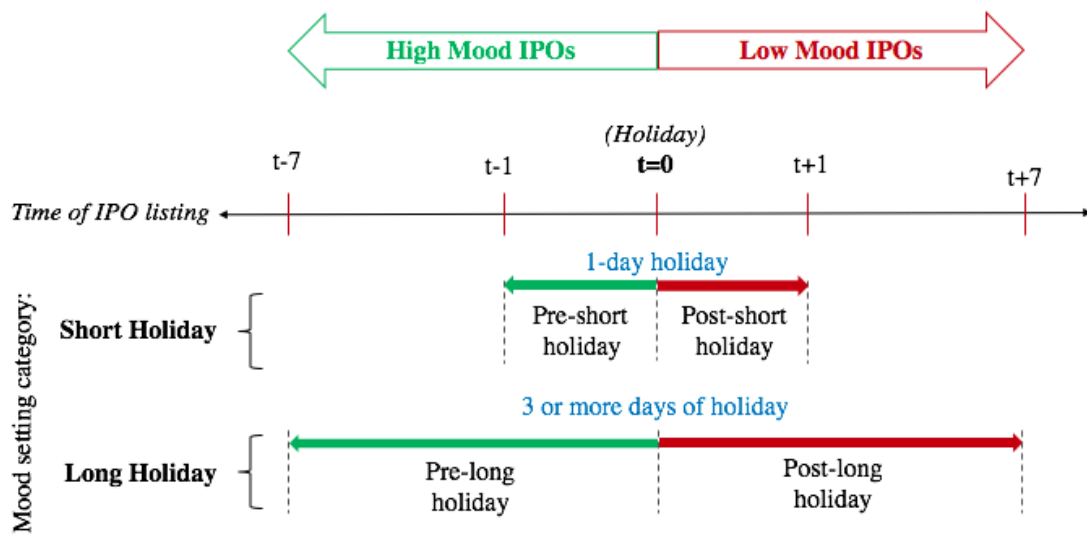 High Mood IPOs
Low Mood IPOs
(Holiday)
t-7
t-1
t=0
t+1
t+7
Time of IPO listing
Mood setting category:
1-day holiday
Short Holiday
Pre-short
holiday
Post-short
holiday
3 or more days of holiday
Long Holiday
Pre-long
holiday
Post-long
holiday